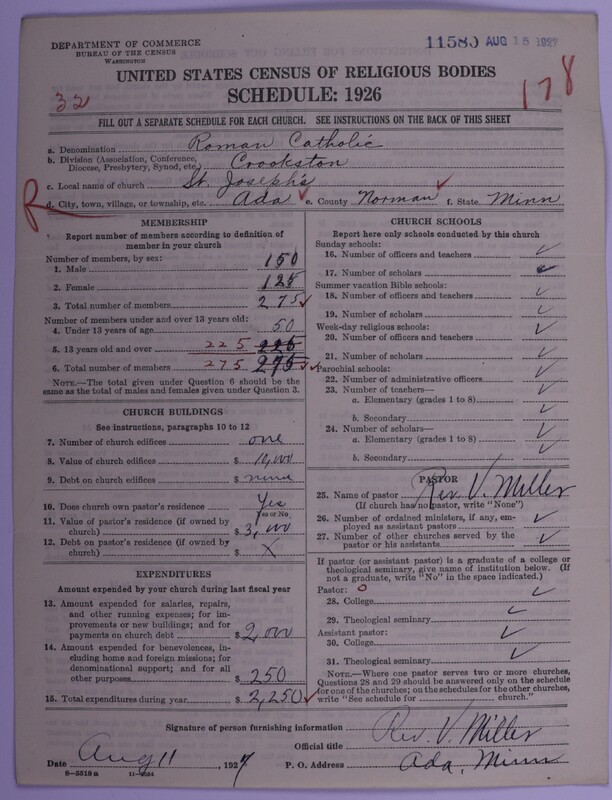 DEPARTMENT OF COMMERCE
BUREAU OF THE CENSUS
WASHINGTON
11580 AUG 15 1927
UNITED STATES CENSUS OF RELIGIOUS BODIES
SCHEDULE: 1926
32
178
FILL OUT A SEPARATE SCHEDULE FOR EACH CHURCH. SEE INSTRUCTIONS ON THE BACK OF THIS SHEET
a. Denomination Roman Catholic
b. Division (Association, Conference, Diocese, Presbytery, Synod, etc.) Crookston
c. Local name of church St. Joseph's
R d. City, town, village, or township, etc. Ada ✓ e. County Norman ✓ f. State Minn
MEMBERSHIP
Report number of members according to definition of
member in your church
Number of members, by sex:
1. Male 150
2. Female 125
3. Total number of members 275 ✓
Number of members under and over 13 years old:
4. Under 13 years of age 50
5. 13 years old and over 225 225
6. Total number of members 275 275 ✓
NOTE.—The total given under Question 6 should be the
same as the total of males and females given under Question 3.
CHURCH BUILDINGS
See instructions, paragraphs 10 to 12
7. Number of church edifices one
8. Value of church edifices $ 10,000
9. Debt on church edifices $ none
10. Does church own pastor's residence Yes
Yes or No
11. Value of pastor's residence (if owned by
church) $ 3,000
12. Debt on pastor's residence (if owned by
church) $ X
EXPENDITURES
Amount expended by your church during last fiscal year
13. Amount expended for salaries, repairs,
and other running expenses; for im-
provements or new buildings; and for
payments on church debt $ 2,000
14. Amount expended for benevolences, in-
cluding home and foreign missions; for
denominational support; and for all
other purposes $ 250
15. Total expenditures during year $ 2,250 ✓
CHURCH SCHOOLS
Report here only schools conducted by this church
Sunday schools:
16. Number of officers and teachers ✓
17. Number of scholars ✓
Summer vacation Bible schools:
18. Number of officers and teachers ✓
19. Number of scholars ✓
Week-day religious schools:
20. Number of officers and teachers ✓
21. Number of scholars ✓
Parochial schools:
22. Number of administrative officers ✓
23. Number of teachers—
a. Elementary (grades 1 to 8) ✓
b. Secondary ✓
24. Number of scholars—
a. Elementary (grades 1 to 8) ✓
b. Secondary ✓
PASTOR
25. Name of pastor Rev. V. Miller
(If church has no pastor, write "None")
26. Number of ordained ministers, if any, em-
ployed as assistant pastors ✓
27. Number of other churches served by the
pastor or his assistants ✓
If pastor (or assistant pastor) is a graduate of a college or
theological seminary, give name of institution below. (If
not a graduate, write "No" in the space indicated.)
Pastor: 0
28. College ✓
29. Theological seminary ✓
Assistant pastor:
30. College ✓
31. Theological seminary ✓
NOTE.—Where one pastor serves two or more churches,
Questions 28 and 29 should be answered only on the schedule
for one of the churches; on the schedules for the other churches,
write "See schedule for church."
Signature of person furnishing information Rev. V. Miller
Official title
Date Aug 11, 1927 P. O. Address Ada, Minn
8—5518 a 11—9554